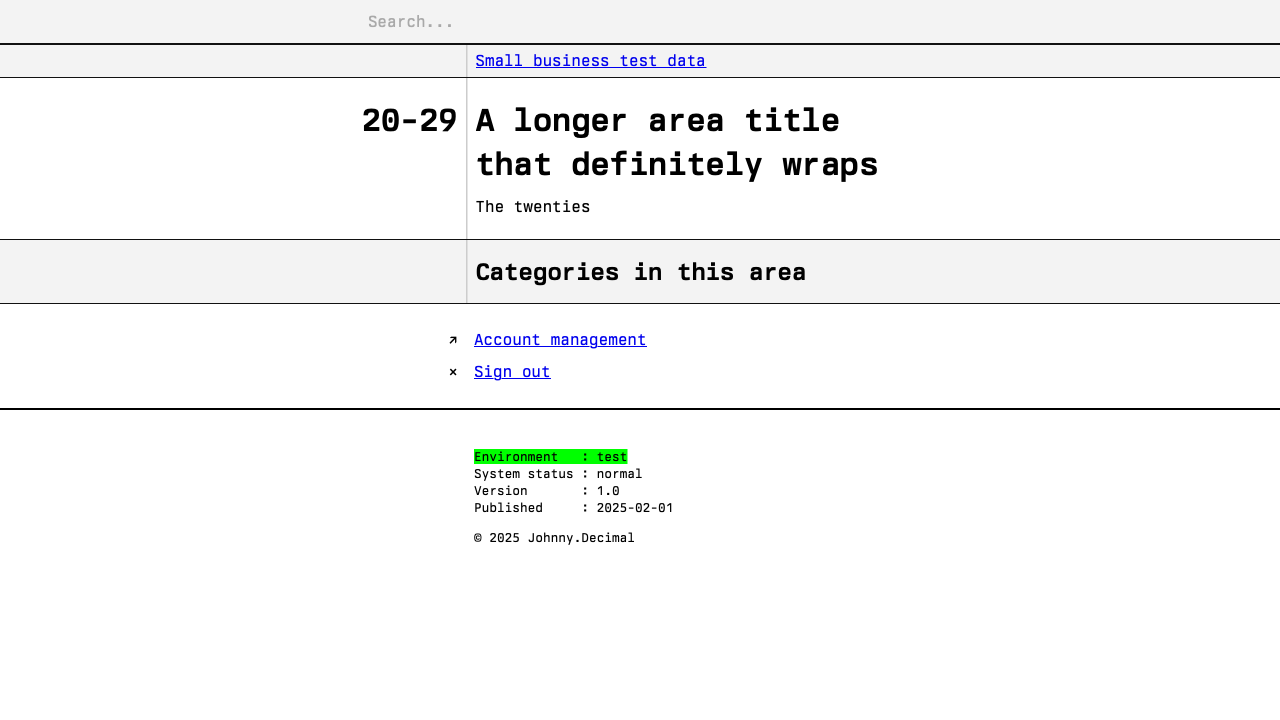 Search...
Small business test data
20-29 A longer area title
that definitely wraps
The twenties
Categories in this area
↗ Account management
× Sign out
Environment   : test
System status : normal
Version       : 1.0
Published     : 2025-02-01
© 2025 Johnny.Decimal